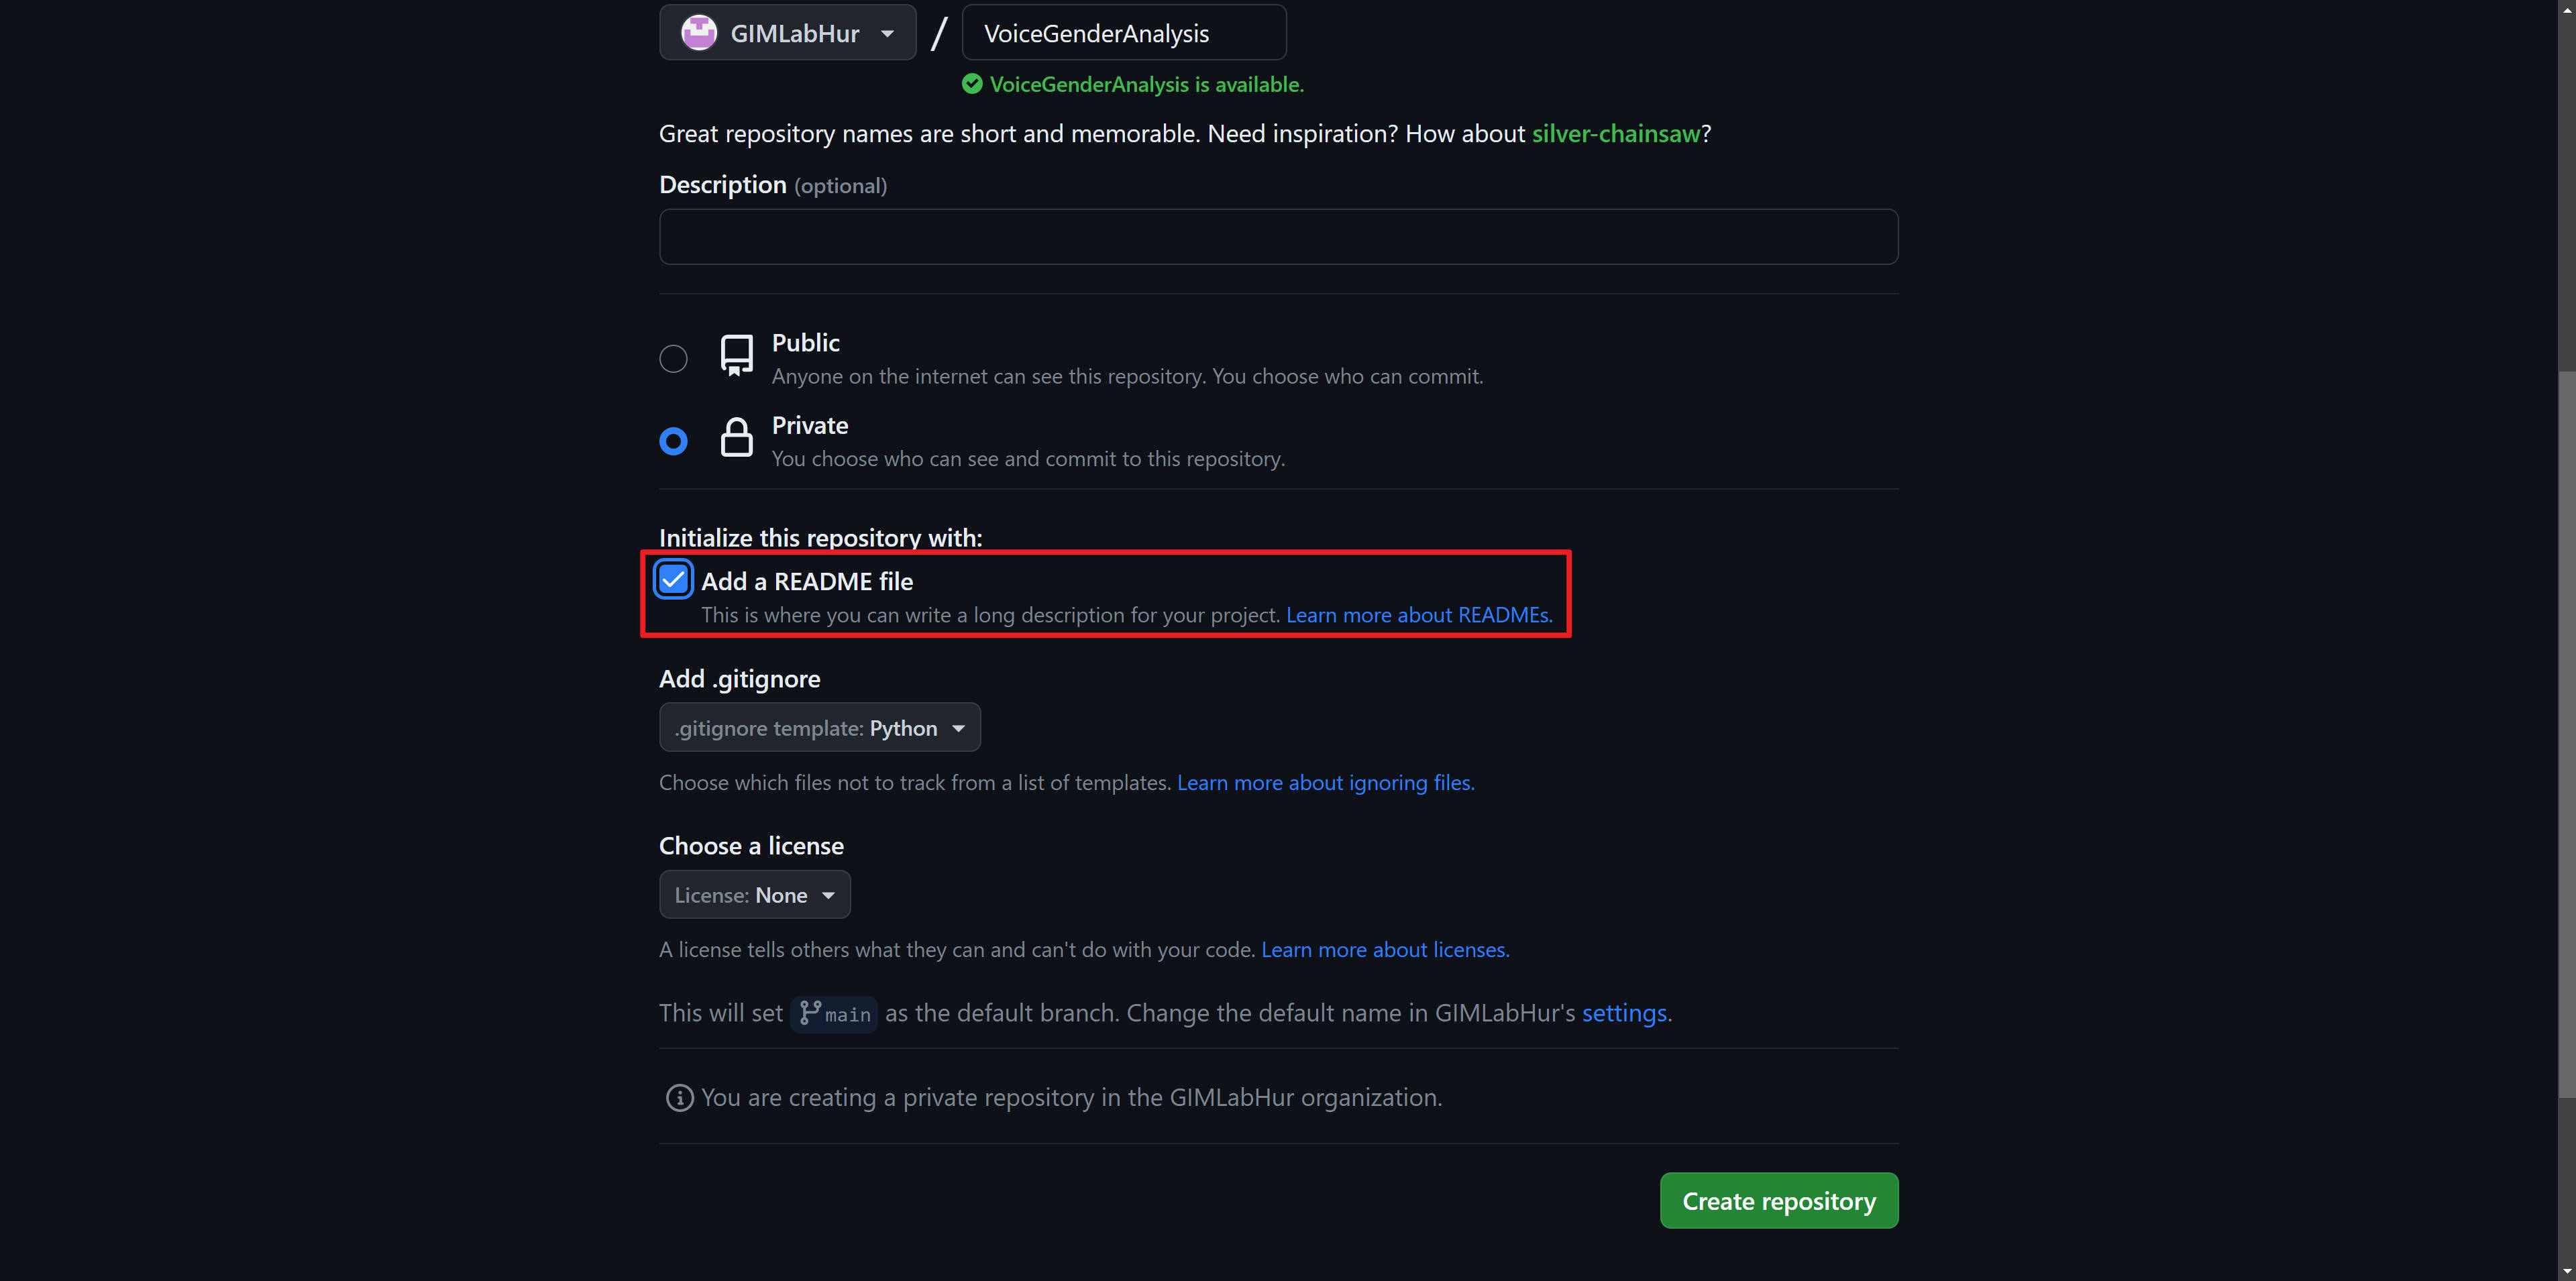 GIMLabHur / VoiceGenderAnalysis
VoiceGenderAnalysis is available.
Great repository names are short and memorable. Need inspiration? How about silver-chainsaw?
Description (optional)
Public
Anyone on the internet can see this repository. You choose who can commit.
Private
You choose who can see and commit to this repository.
Initialize this repository with:
Add a README file
This is where you can write a long description for your project. Learn more about READMEs.
Add .gitignore
.gitignore template: Python
Choose which files not to track from a list of templates. Learn more about ignoring files.
Choose a license
License: None
A license tells others what they can and can't do with your code. Learn more about licenses.
This will set main as the default branch. Change the default name in GIMLabHur's settings.
You are creating a private repository in the GIMLabHur organization.
Create repository